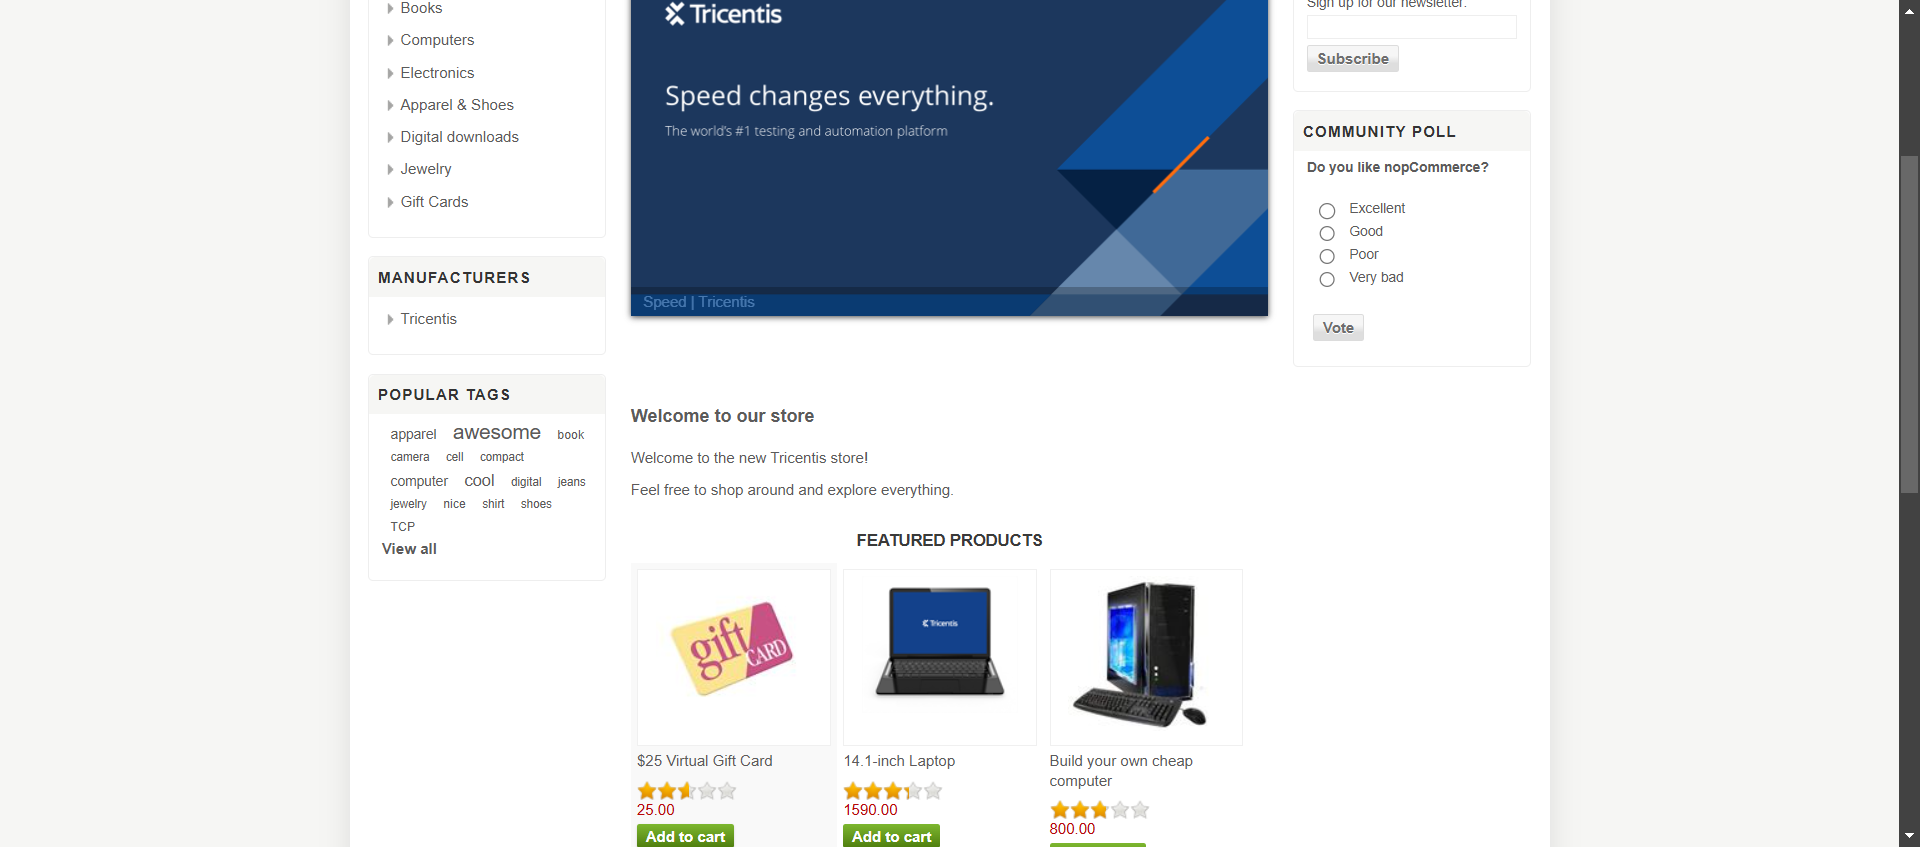 Books
Computers
Electronics
Apparel & Shoes
Digital downloads
Jewelry
Gift Cards
MANUFACTURERS
Tricentis
POPULAR TAGS
apparel awesome book
camera cell compact
computer cool digital jeans
jewelry nice shirt shoes
TCP
View all
Tricentis
Speed changes everything.
The world's #1 testing and automation platform
Speed | Tricentis
Welcome to our store
Welcome to the new Tricentis store!
Feel free to shop around and explore everything.
FEATURED PRODUCTS
gift CARD
$25 Virtual Gift Card
25.00
Add to cart
Tricentis
14.1-inch Laptop
1590.00
Add to cart
Build your own cheap
computer
800.00
Sign up for our newsletter:
Subscribe
COMMUNITY POLL
Do you like nopCommerce?
Excellent
Good
Poor
Very bad
Vote